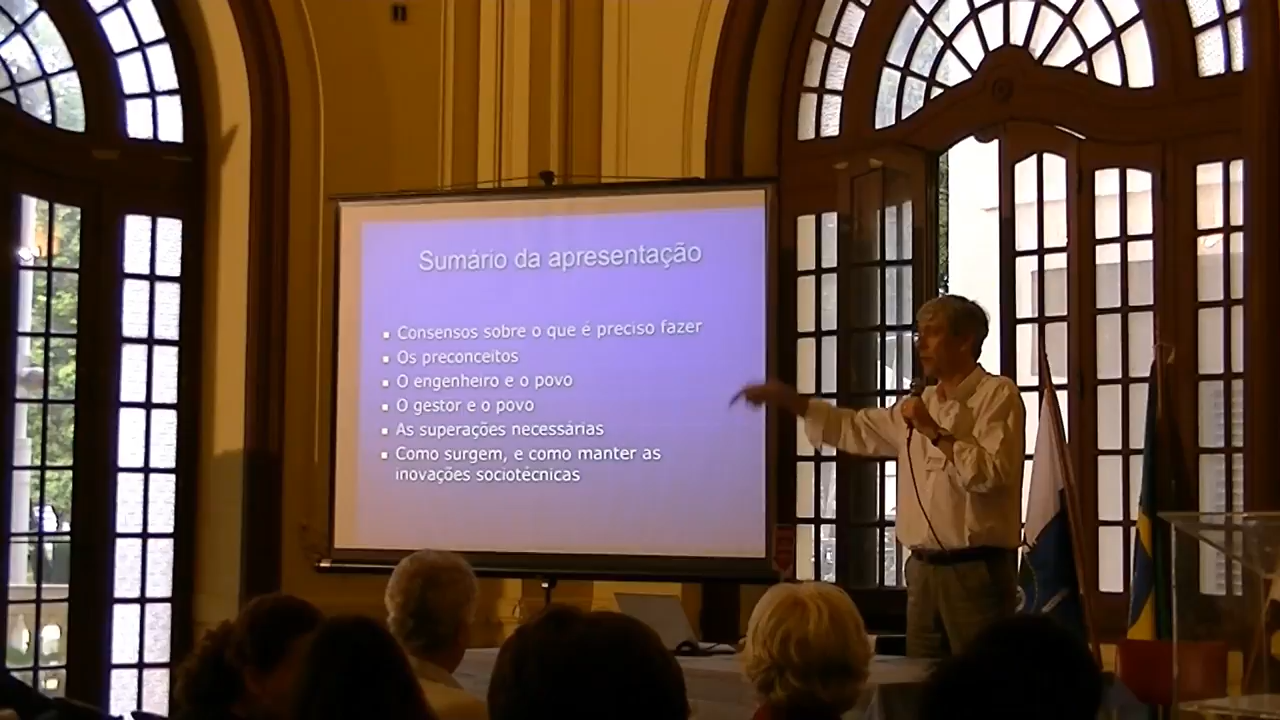 Sumário da apresentação
▪ Consensos sobre o que é preciso fazer
▪ Os preconceitos
▪ O engenheiro e o povo
▪ O gestor e o povo
▪ As superações necessárias
▪ Como surgem, e como manter as
inovações sociotécnicas